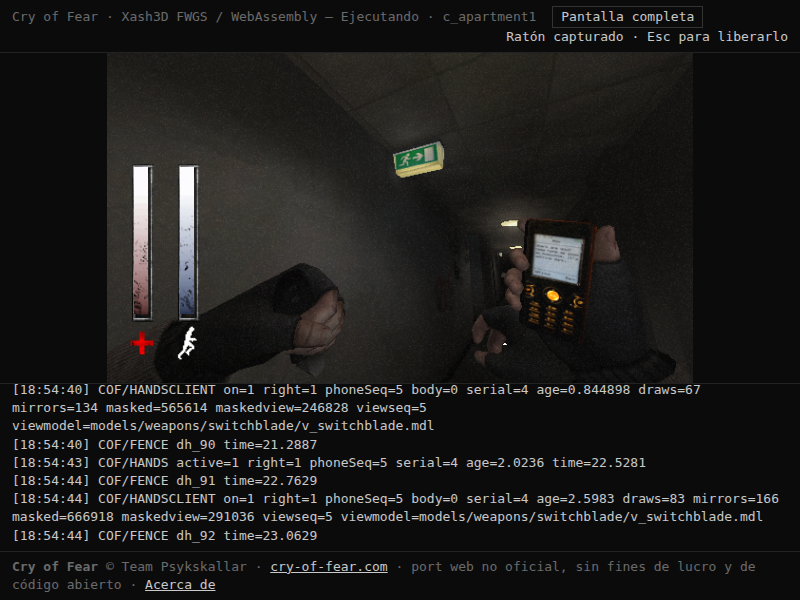 Cry of Fear · Xash3D FWGS / WebAssembly — Ejecutando · c_apartment1
Pantalla completa
Ratón capturado · Esc para liberarlo
[18:54:40] COF/HANDSCLIENT on=1 right=1 phoneSeq=5 body=0 serial=4 age=0.844898 draws=67
mirrors=134 masked=565614 maskedview=246828 viewseq=5
viewmodel=models/weapons/switchblade/v_switchblade.mdl
[18:54:40] COF/FENCE dh_90 time=21.2887
[18:54:43] COF/HANDS active=1 right=1 phoneSeq=5 serial=4 age=2.0236 time=22.5281
[18:54:44] COF/FENCE dh_91 time=22.7629
[18:54:44] COF/HANDSCLIENT on=1 right=1 phoneSeq=5 body=0 serial=4 age=2.5983 draws=83 mirrors=166
masked=666918 maskedview=291036 viewseq=5 viewmodel=models/weapons/switchblade/v_switchblade.mdl
[18:54:44] COF/FENCE dh_92 time=23.0629
Cry of Fear © Team Psykskallar · cry-of-fear.com · port web no oficial, sin fines de lucro y de
código abierto · Acerca de